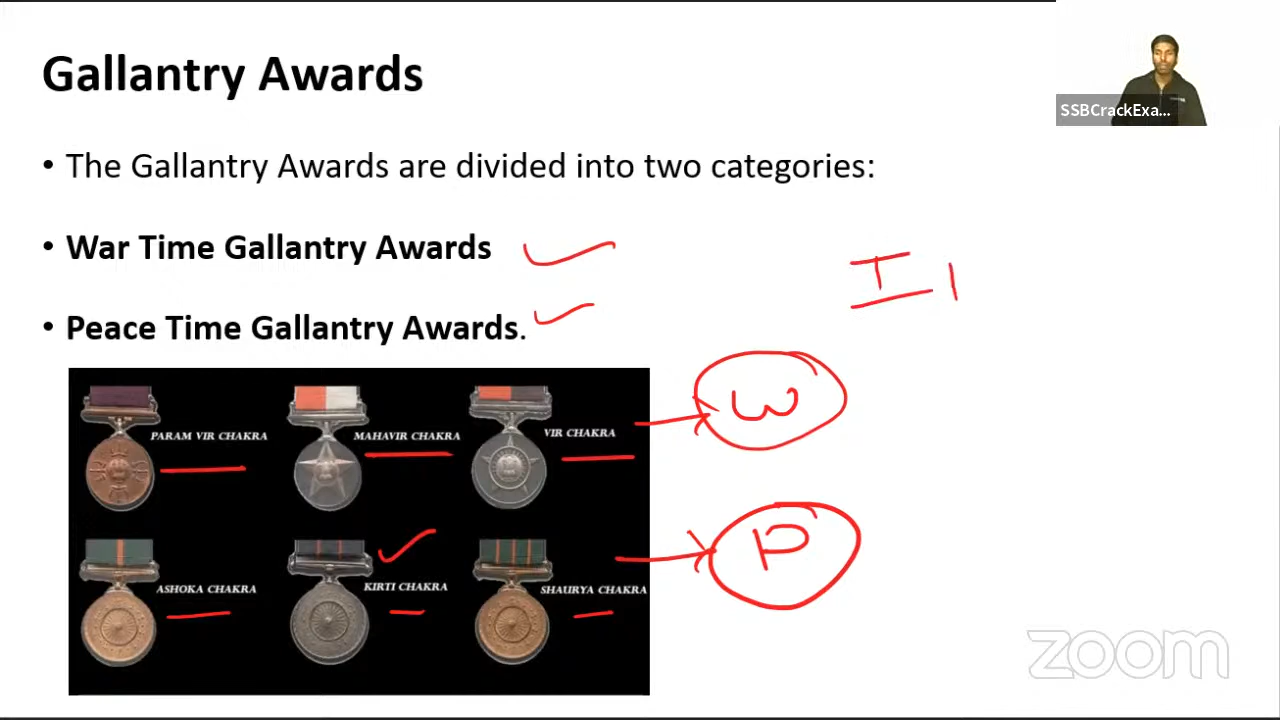 Gallantry Awards
SSBCrackExa...
• The Gallantry Awards are divided into two categories:
• War Time Gallantry Awards
I I
• Peace Time Gallantry Awards.
W
PARAM VIR CHAKRA MAHAVIR CHAKRA VIR CHAKRA
P
ASHOKA CHAKRA KIRTI CHAKRA SHAURYA CHAKRA
zoom